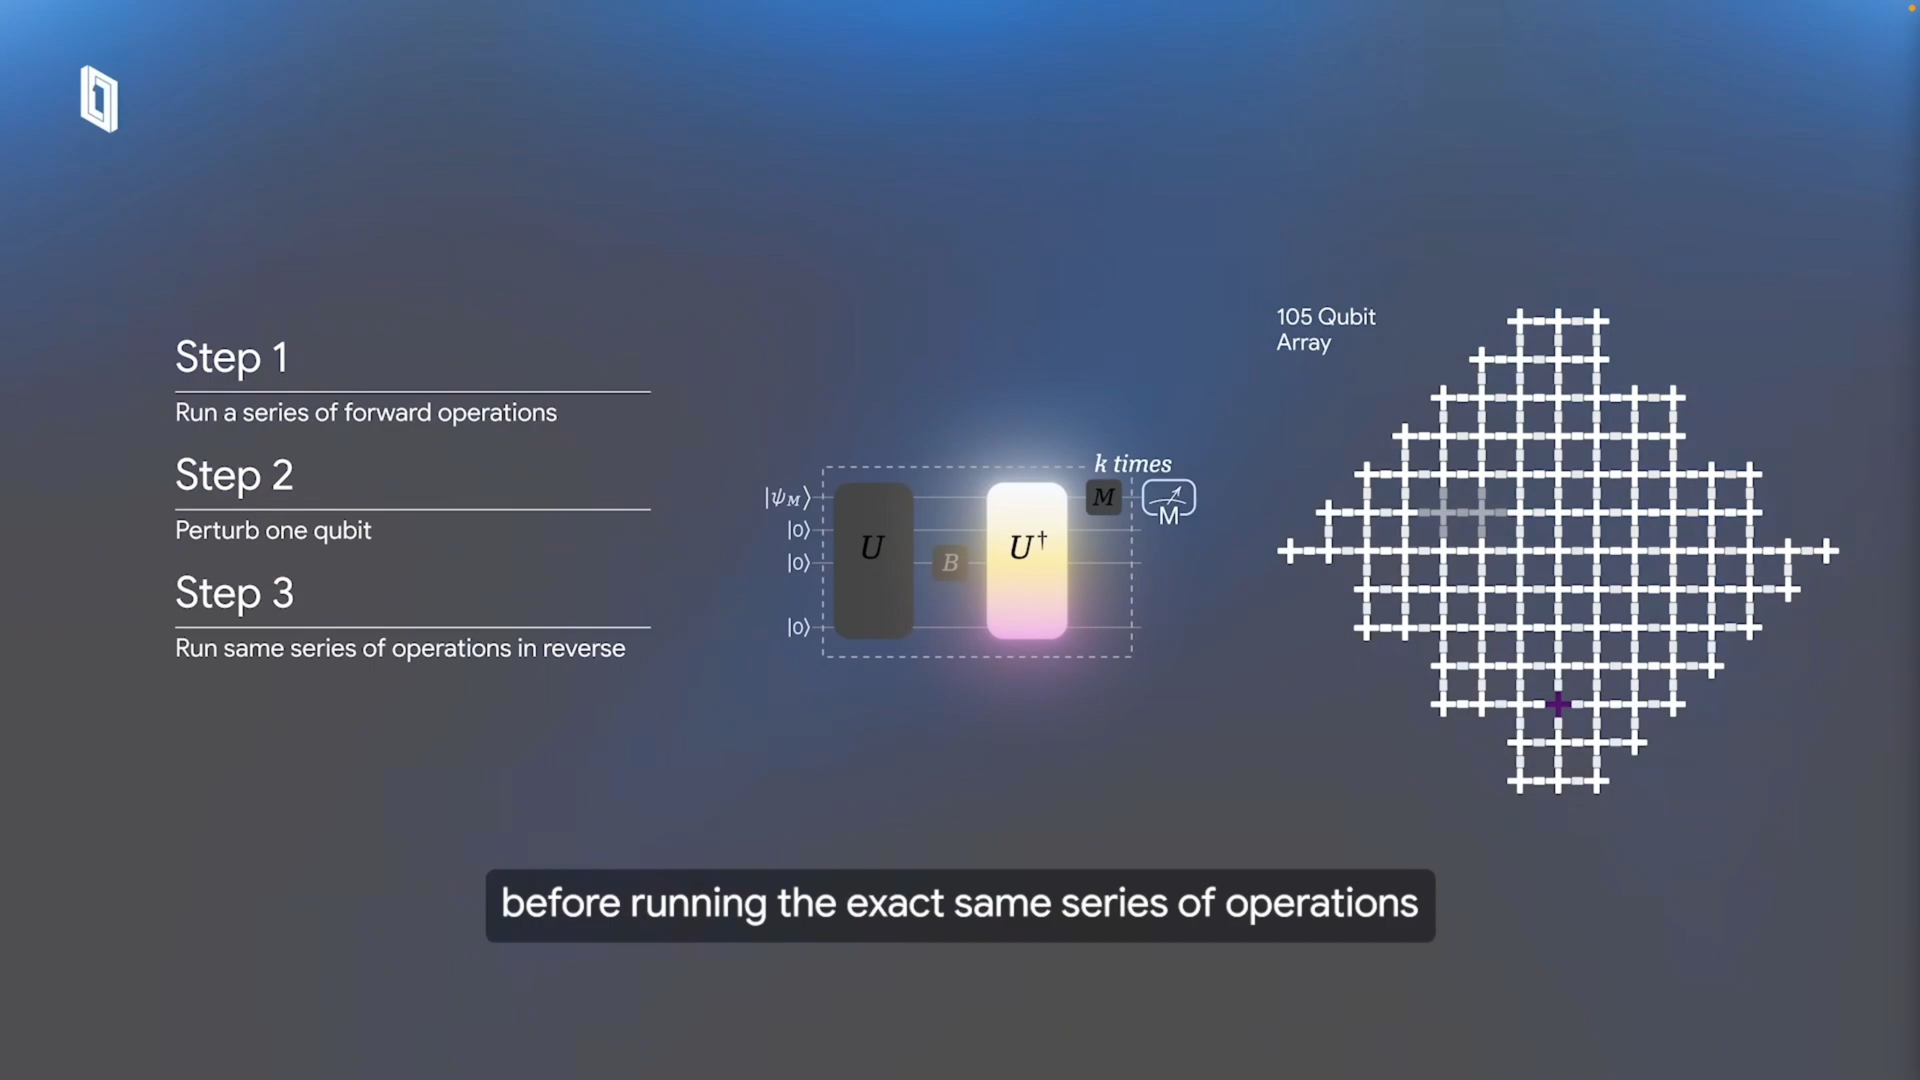 Step 1
Run a series of forward operations
Step 2
Perturb one qubit
Step 3
Run same series of operations in reverse
k times
|ψM⟩
|0⟩
|0⟩
|0⟩
U
B
U†
M
M
105 Qubit
Array
before running the exact same series of operations